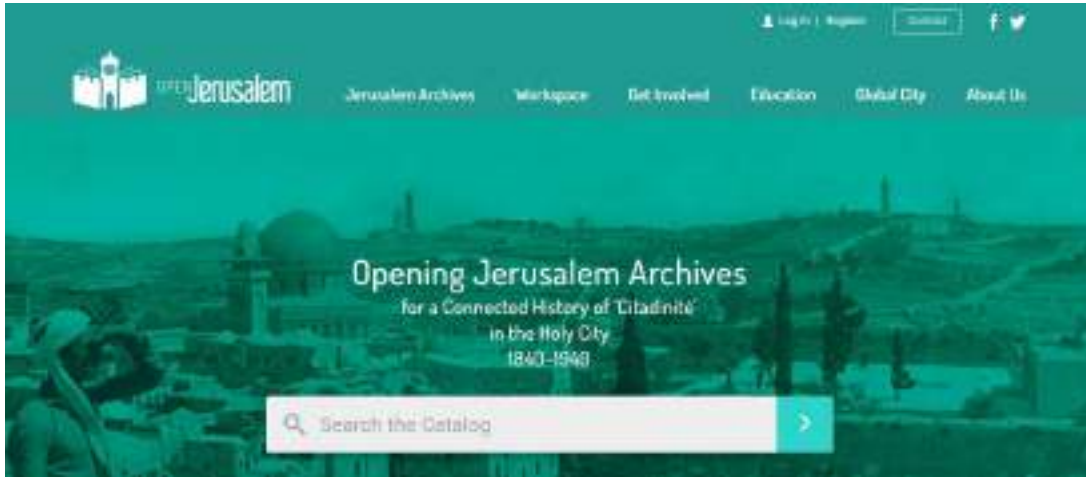 Log In | Register Contact
OPEN Jerusalem
Jerusalem Archives Workspace Get Involved Education Global City About Us
Opening Jerusalem Archives
for a Connected History of 'Citadinité'
in the Holy City
1840-1940
Search the Catalog